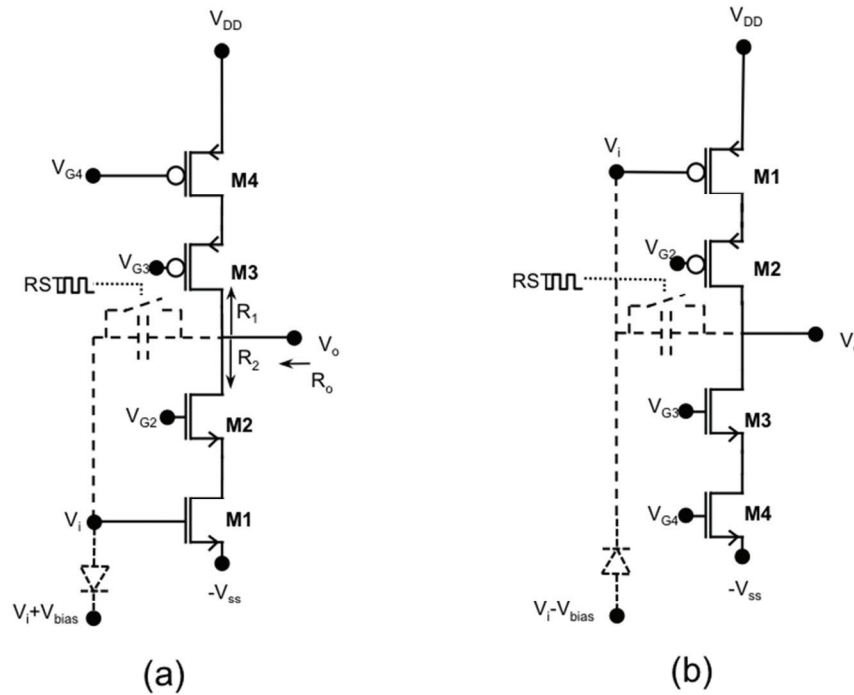 V_DD
V_G4
M4
V_G3
M3
RST
R_1
V_o
R_2
R_o
V_G2
M2
V_i
M1
-V_ss
V_i+V_bias
(a)
V_DD
V_i
M1
V_G2
M2
RST
V
V_G3
M3
V_G4
M4
-V_ss
V_i-V_bias
(b)